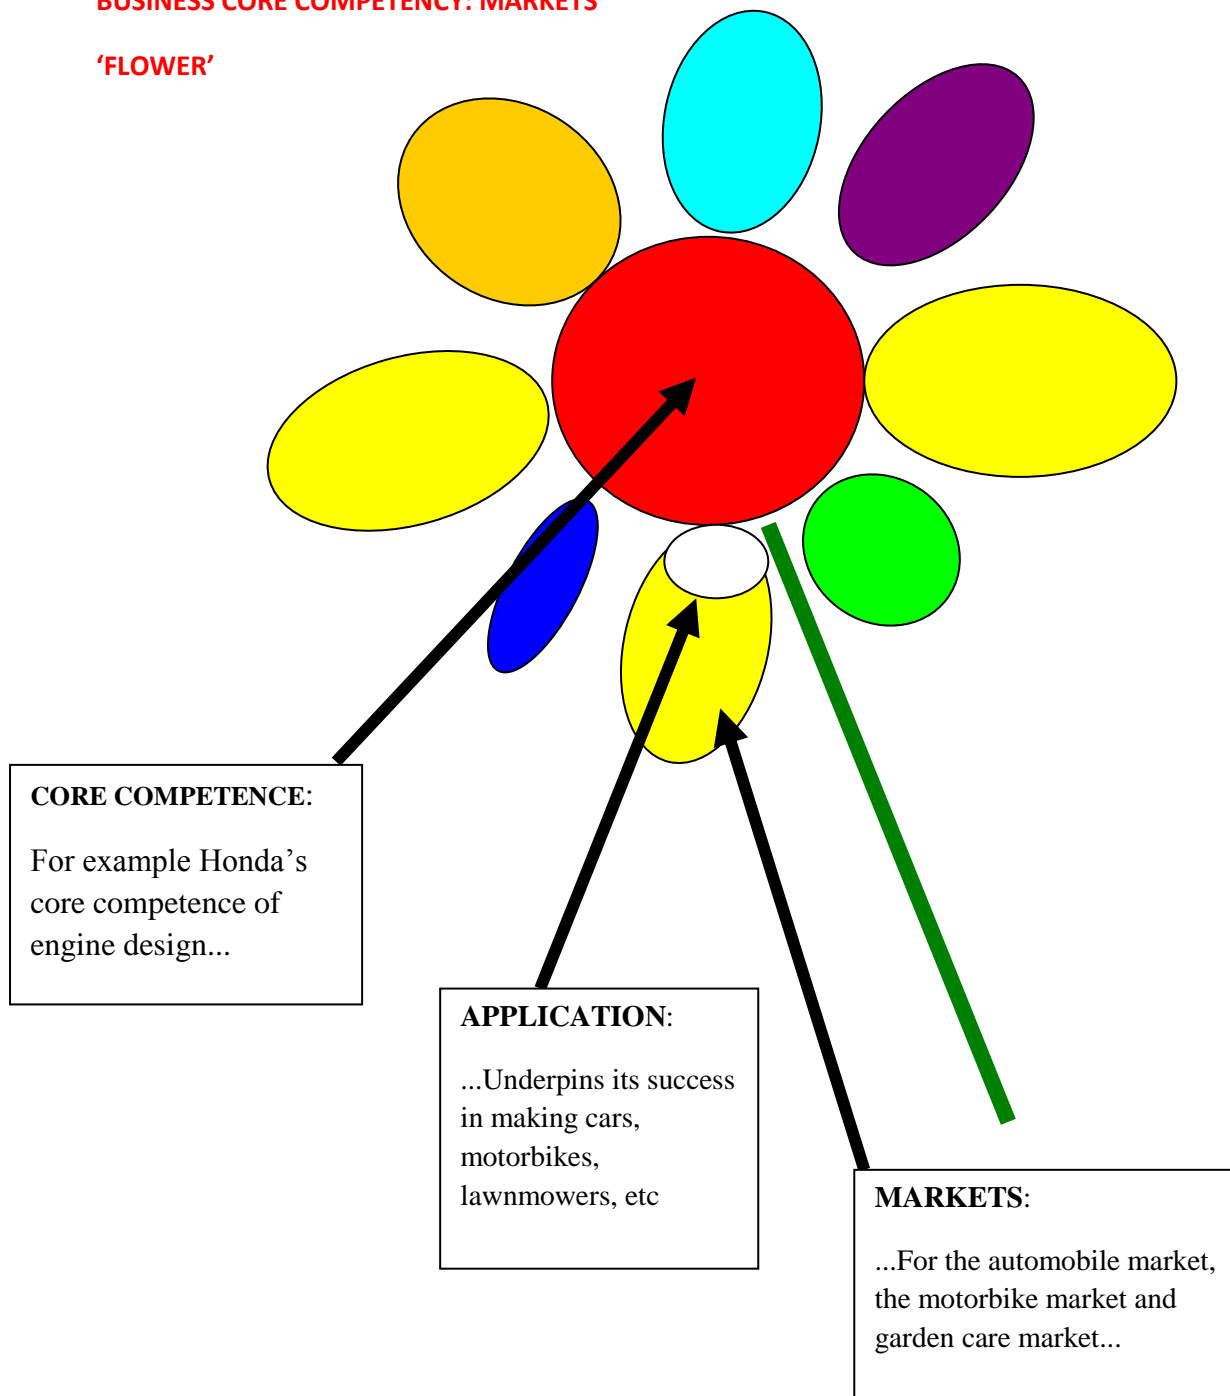 BUSINESS CORE COMPETENCY: MARKETS
‘FLOWER’
CORE COMPETENCE:
For example Honda’s
core competence of
engine design...
APPLICATION:
...Underpins its success
in making cars,
motorbikes,
lawnmowers, etc
MARKETS:
...For the automobile market,
the motorbike market and
garden care market...